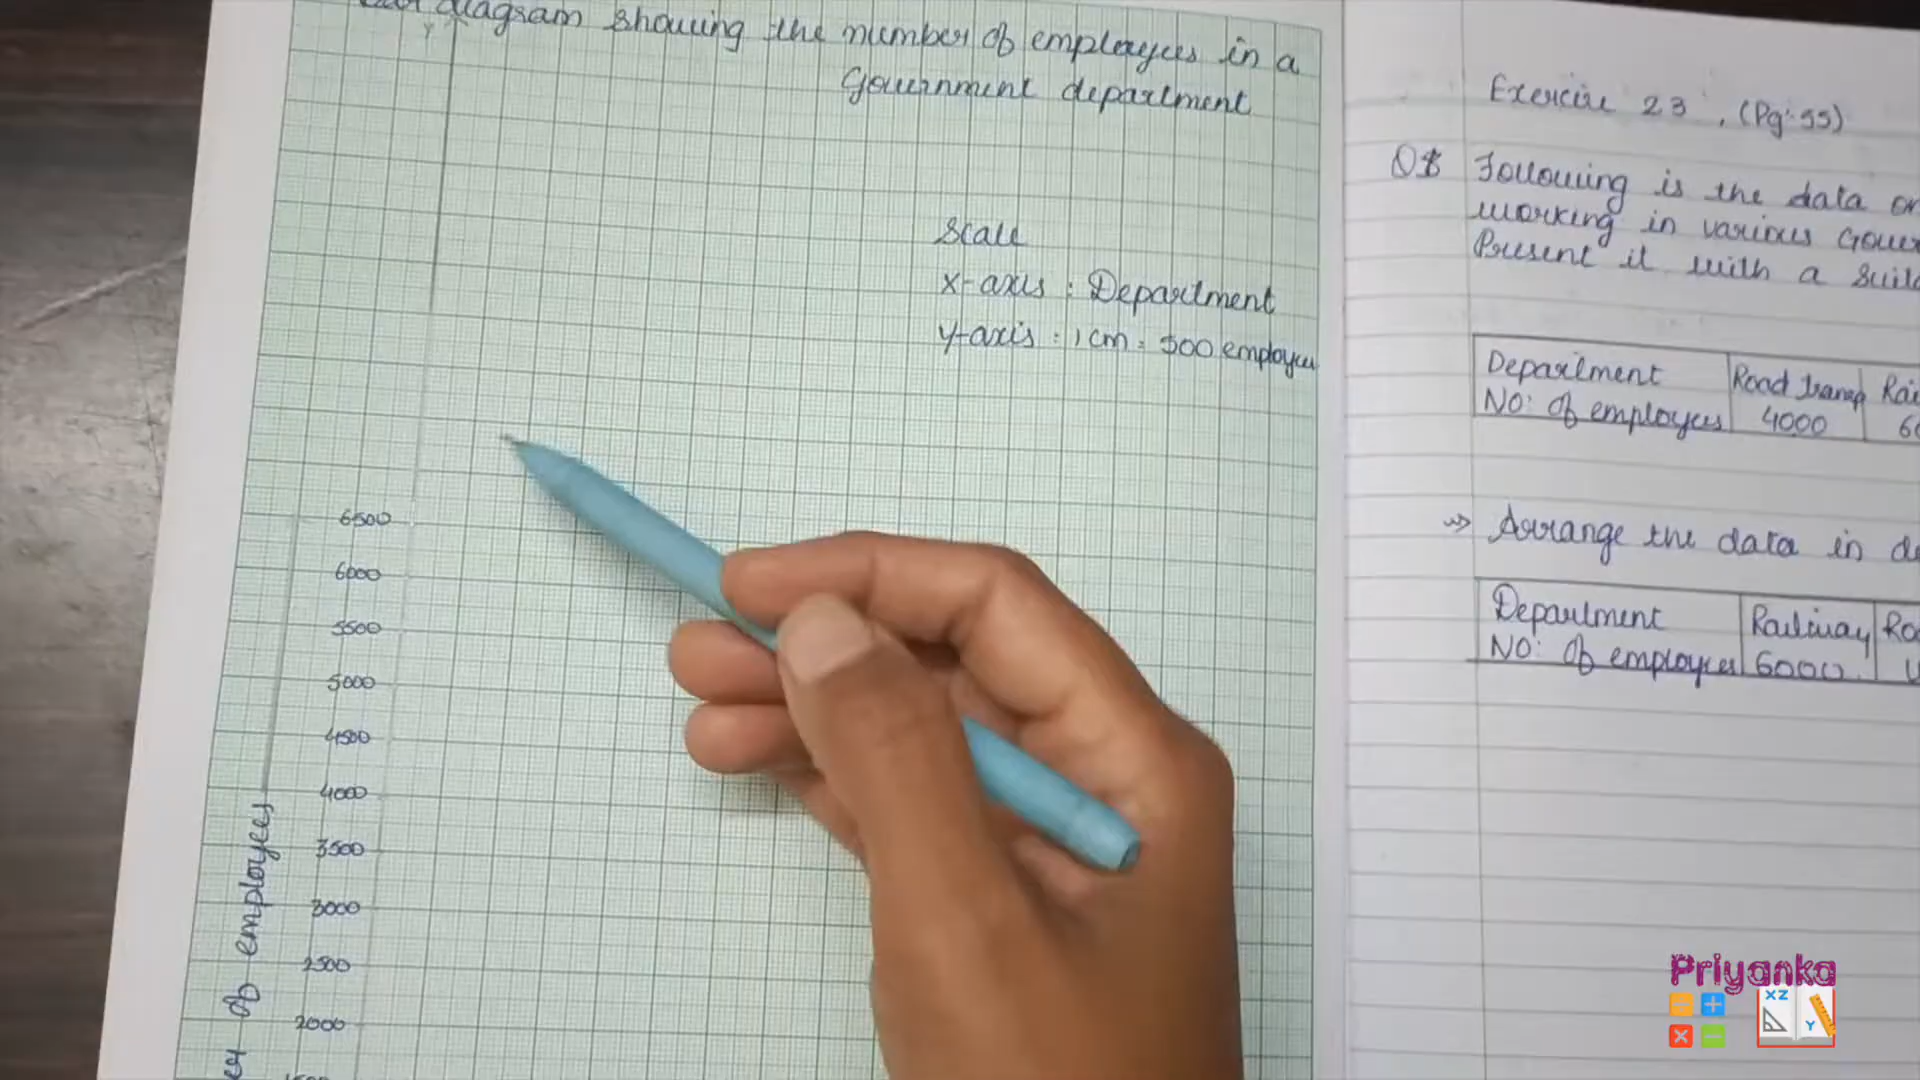 diagram showing the number of employees in a
Government department
Y
Scale
X-axis : Department
Y-axis : 1 cm = 500 employees
6500
6000
5500
5000
4500
4000
3500
3000
2500
2000
of employees
Exercise 23 , (Pg: 55)
Following is the data
working in various
Present it with a
Department Road Transp
No: of employees 4000
⇒ Arrange the data in
Department Railway
No: of employees 6000
Priyanka
XZ
Y